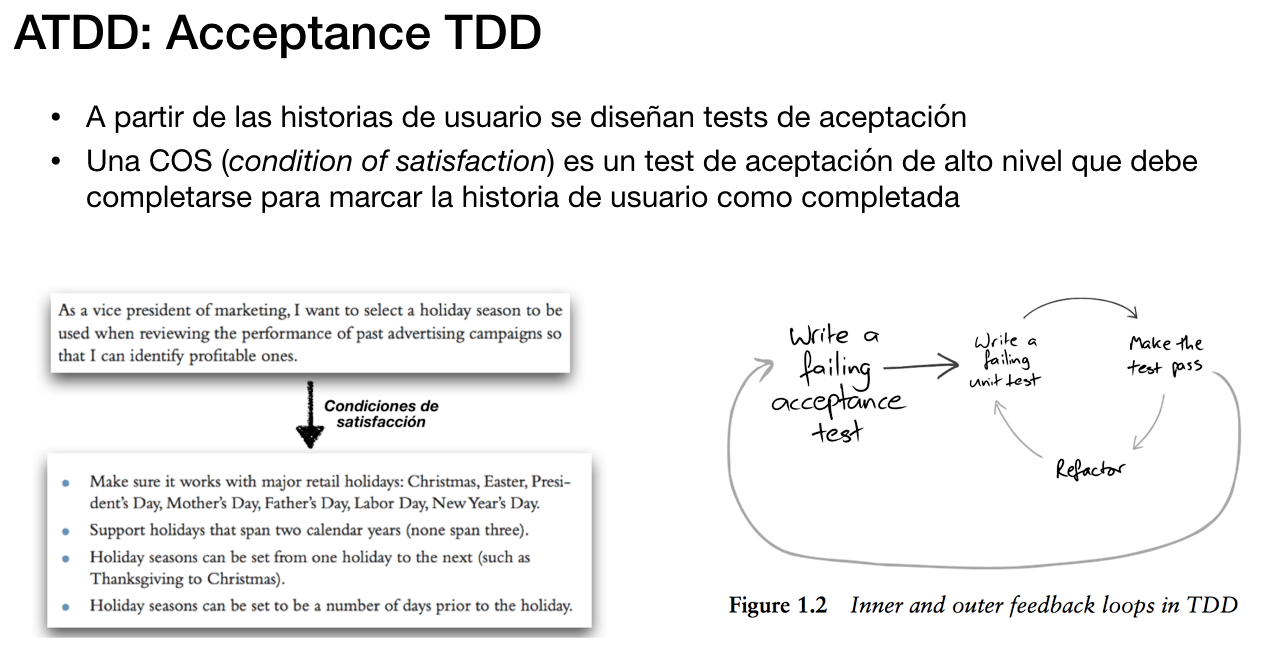 ATDD: Acceptance TDD
• A partir de las historias de usuario se diseñan tests de aceptación
• Una COS (condition of satisfaction) es un test de aceptación de alto nivel que debe
completarse para marcar la historia de usuario como completada
As a vice president of marketing, I want to select a holiday season to be
used when reviewing the performance of past advertising campaigns so
that I can identify profitable ones.
Condiciones de
satisfacción
• Make sure it works with major retail holidays: Christmas, Easter, Presi-
dent's Day, Mother's Day, Father's Day, Labor Day, New Year's Day.
• Support holidays that span two calendar years (none span three).
• Holiday seasons can be set from one holiday to the next (such as
Thanksgiving to Christmas).
• Holiday seasons can be set to be a number of days prior to the holiday.
Write a
failing
acceptance
test
Write a
failing
unit test
Make the
test pass
Refactor
Figure 1.2 Inner and outer feedback loops in TDD